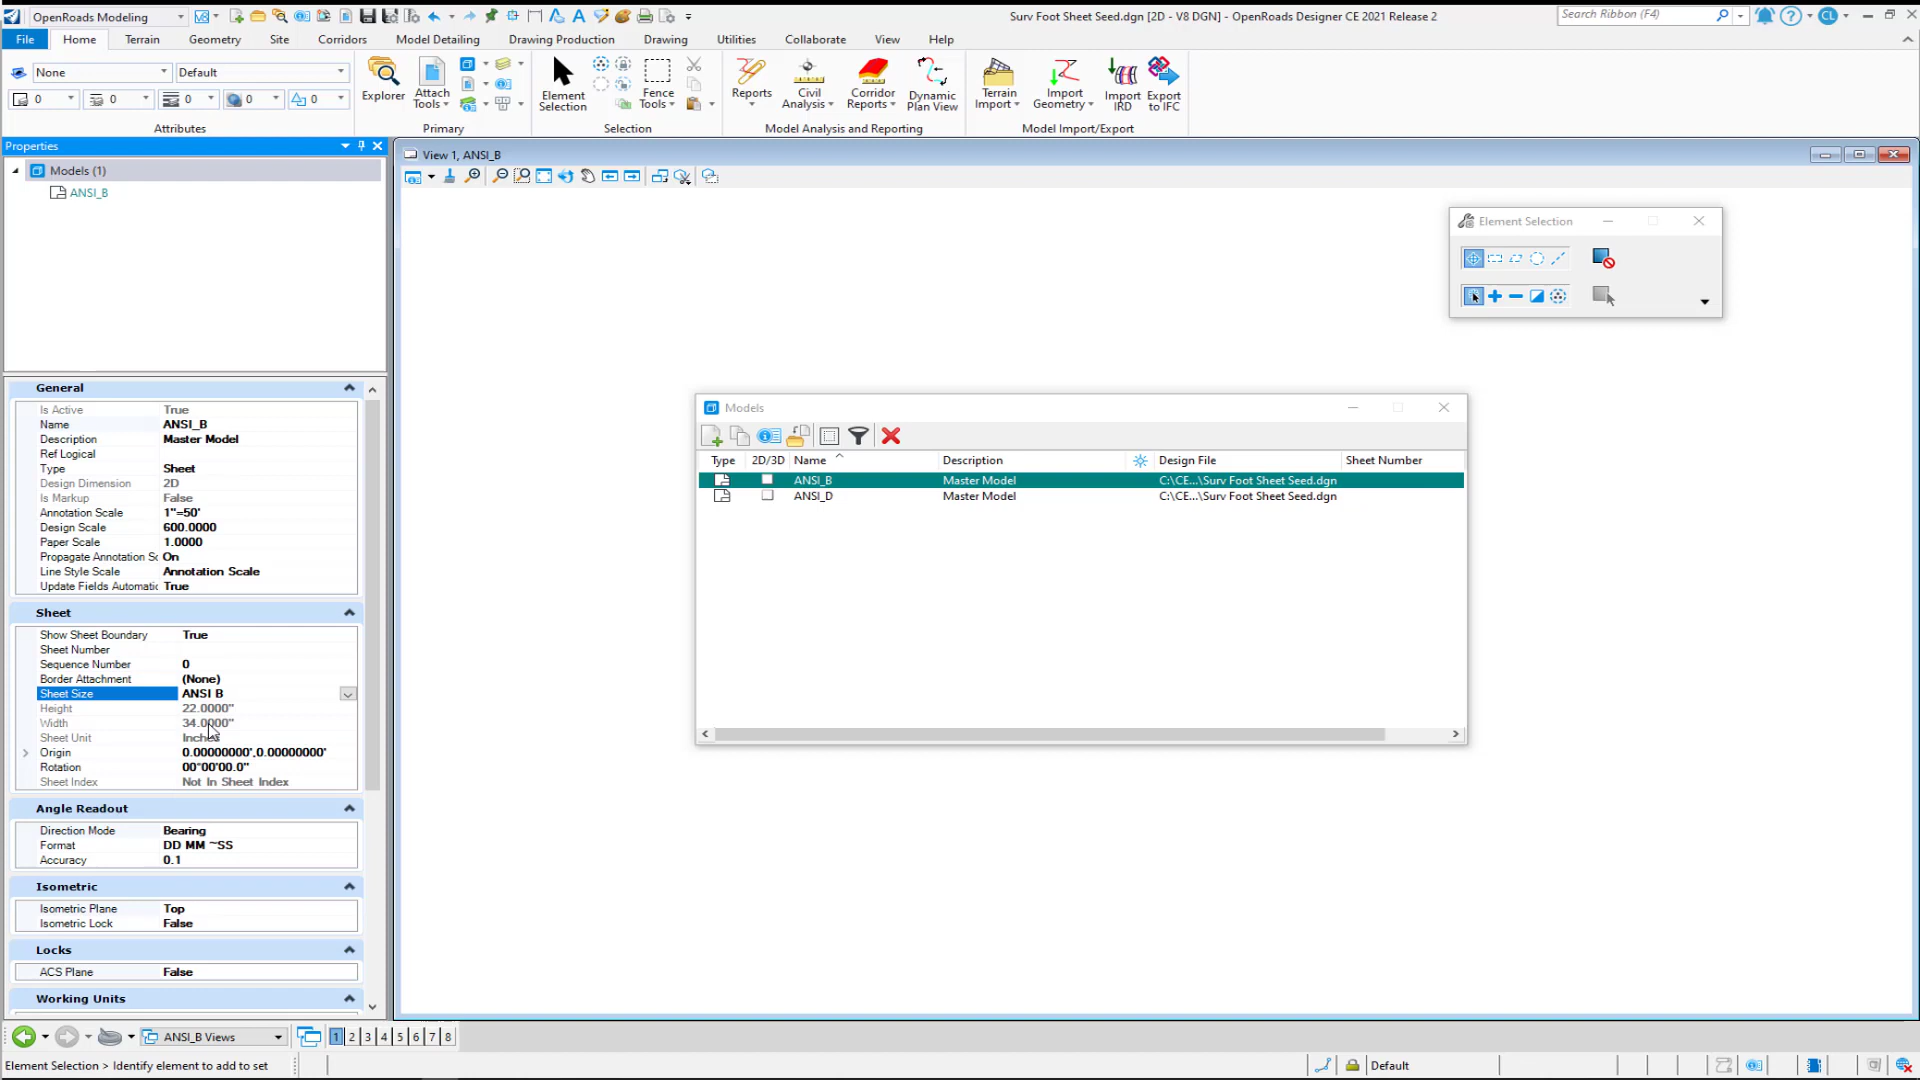 OpenRoads Modeling
Surv Foot Sheet Seed.dgn [2D - V8 DGN] - OpenRoads Designer CE 2021 Release 2
Search Ribbon (F4)
CL
File Home Terrain Geometry Site Corridors Model Detailing Drawing Production Drawing Utilities Collaborate View Help
None Default
0 0 0 0 0
Explorer
Attach Tools
Element Selection
Fence Tools
Reports
Civil Analysis
Corridor Reports
Dynamic Plan View
Terrain Import
Import Geometry
Import IRD
Export to IFC
Attributes Primary Selection Model Analysis and Reporting Model Import/Export
Properties
Models (1)
ANSI_B
General
Is Active True
Name ANSI_B
Description Master Model
Ref Logical
Type Sheet
Design Dimension 2D
Is Markup False
Annotation Scale 1"=50'
Design Scale 600.0000
Paper Scale 1.0000
Propagate Annotation Sc On
Line Style Scale Annotation Scale
Update Fields Automatic True
Sheet
Show Sheet Boundary True
Sheet Number
Sequence Number 0
Border Attachment (None)
Sheet Size ANSI B
Height 22.0000"
Width 34.0000"
Sheet Unit Inches
Origin 0.00000000',0.00000000'
Rotation 00°00'00.0"
Sheet Index Not In Sheet Index
Angle Readout
Direction Mode Bearing
Format DD MM ~SS
Accuracy 0.1
Isometric
Isometric Plane Top
Isometric Lock False
Locks
ACS Plane False
Working Units
View 1, ANSI_B
Element Selection
Models
Type 2D/3D Name Description Design File Sheet Number
ANSI_B Master Model C:\CE...\Surv Foot Sheet Seed.dgn
ANSI_D Master Model C:\CE...\Surv Foot Sheet Seed.dgn
ANSI_B Views 1 2 3 4 5 6 7 8
Element Selection > Identify element to add to set
Default